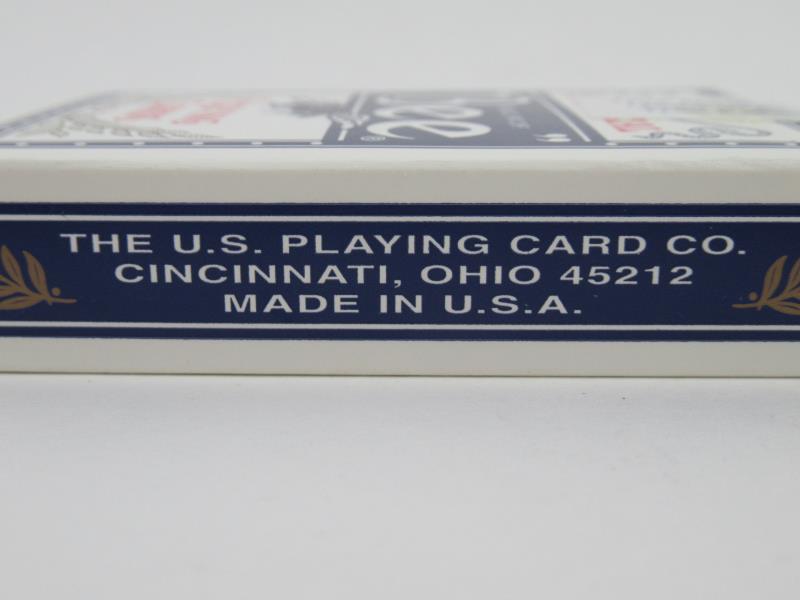 THE U.S. PLAYING CARD CO.
CINCINNATI, OHIO 45212
MADE IN U.S.A.